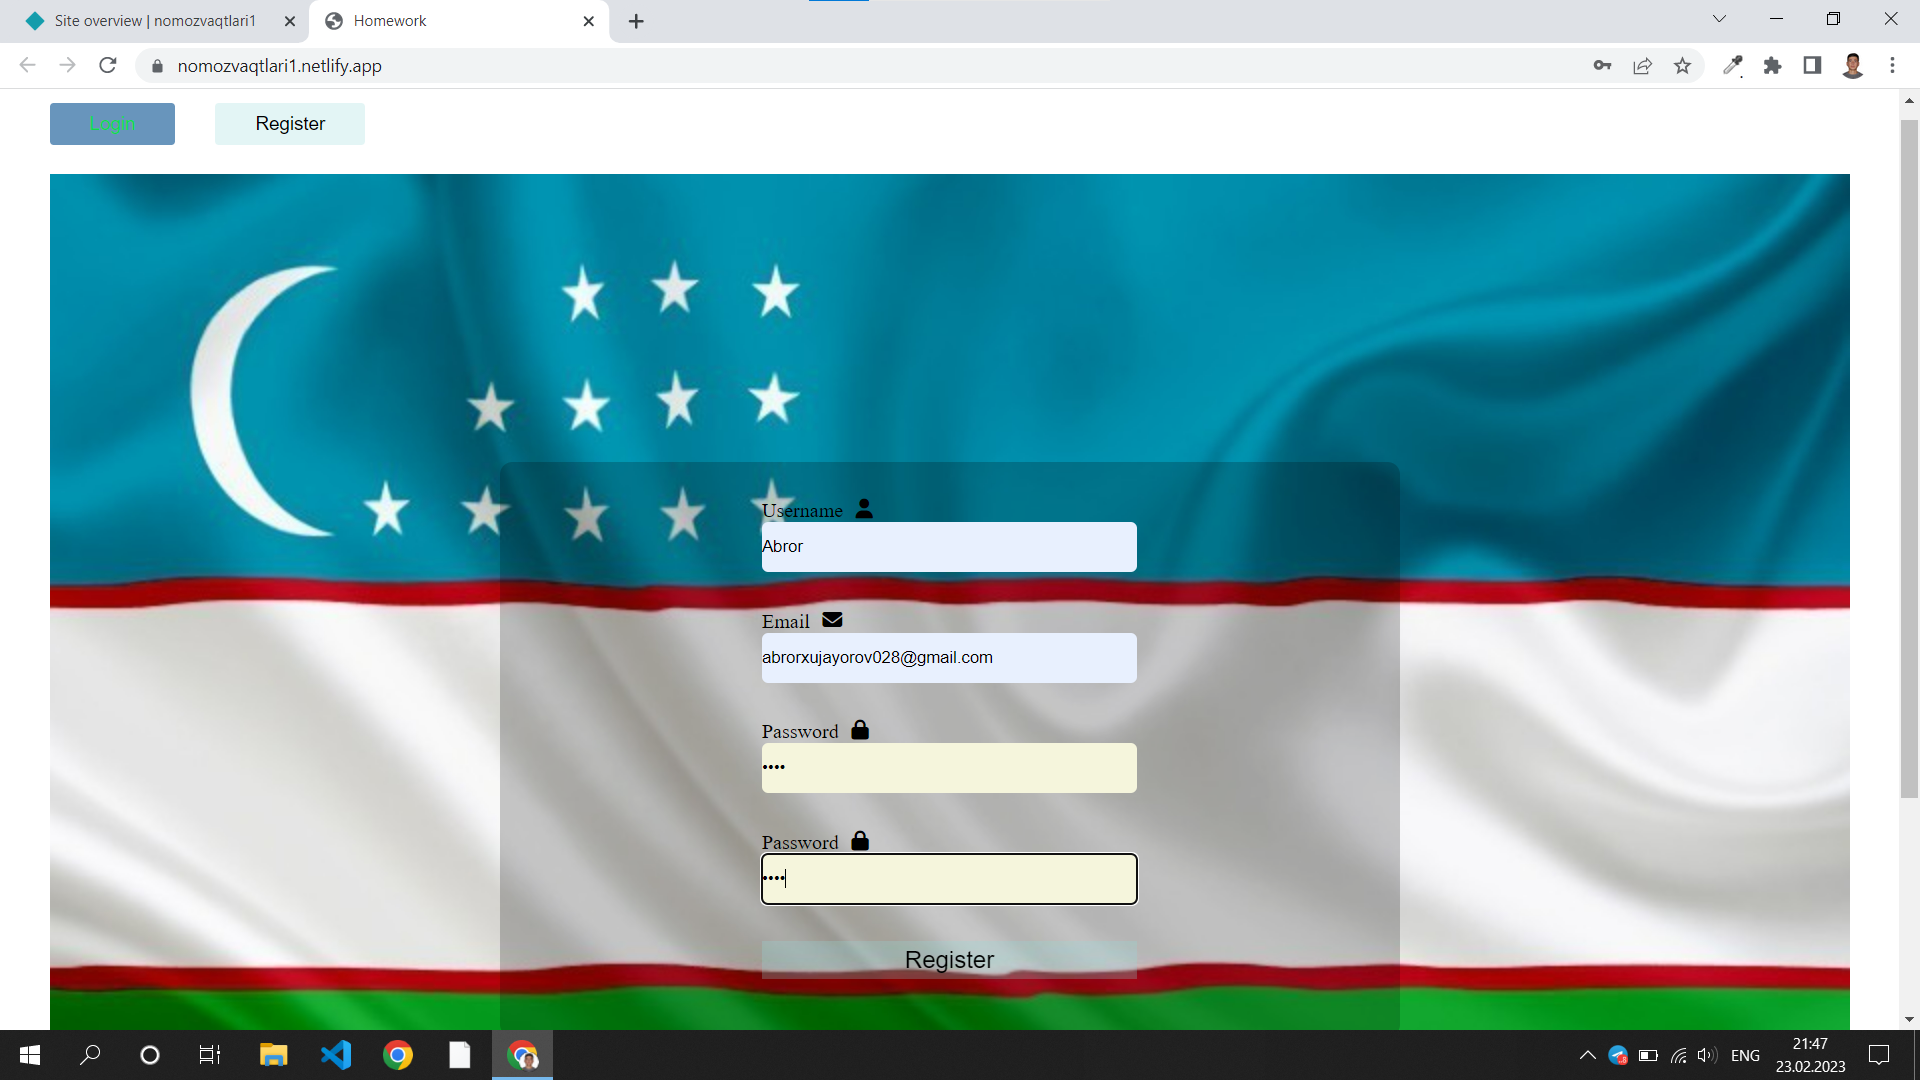 Site overview | nomozvaqtlari1
Homework
nomozvaqtlari1.netlify.app
Login
Register
Username
Abror
Email
abrorxujayorov028@gmail.com
Password
••••
Password
••••
Register
ENG
21:47
23.02.2023